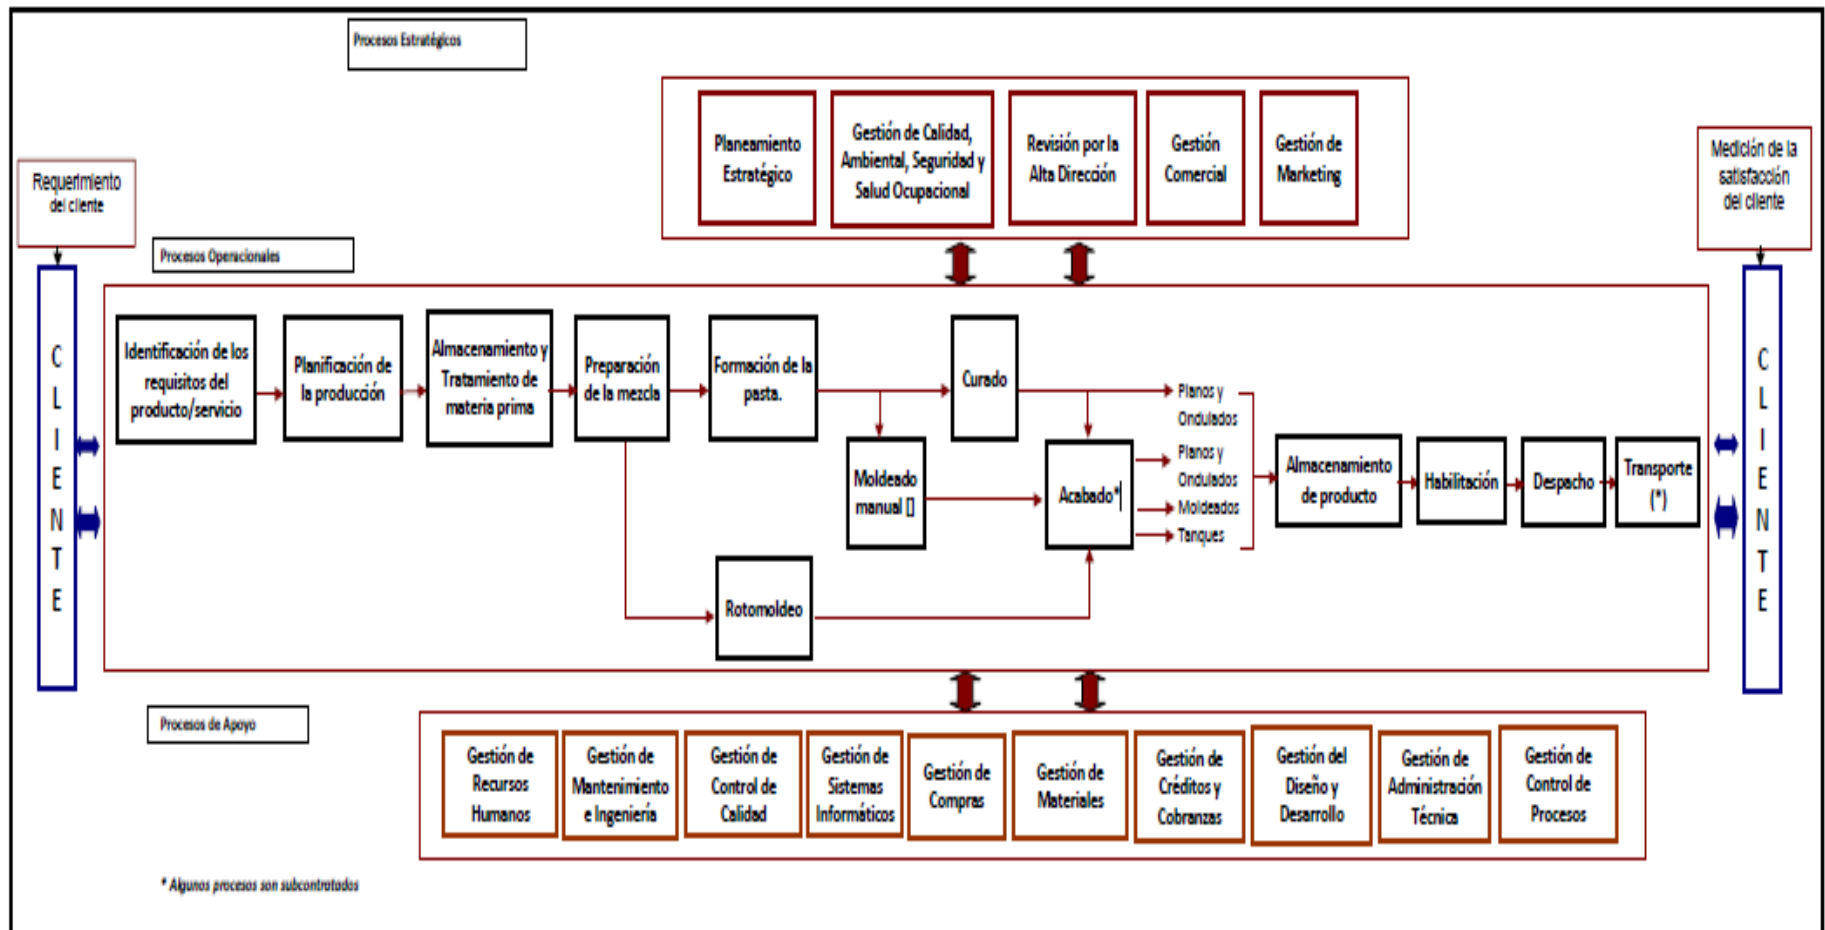 Procesos Estratégicos
Planeamiento
Estratégico
Gestión de Calidad,
Ambiental, Seguridad y
Salud Ocupacional
Revisión por la
Alta Dirección
Gestión
Comercial
Gestión de
Marketing
Requerimiento
del cliente
Medición de la
satisfacción
del cliente
Procesos Operacionales
C
L
I
E
N
T
E
Identificación de los
requisitos del
producto/servicio
Planificación de
la producción
Almacenamiento y
Tratamiento de
materia prima
Preparación
de la mezcla
Formación de la
pasta.
Curado
Moldeado
manual []
Rotomoldeo
Acabado*
Planos y
Ondulados
Planos y
Ondulados
Moldeados
Tanques
Almacenamiento
de producto
Habilitación
Despacho
Transporte
(*)
C
L
I
E
N
T
E
Procesos de Apoyo
Gestión de
Recursos
Humanos
Gestión de
Mantenimiento
e Ingeniería
Gestión de
Control de
Calidad
Gestión de
Sistemas
Informáticos
Gestión de
Compras
Gestión de
Materiales
Gestión de
Créditos y
Cobranzas
Gestión del
Diseño y
Desarrollo
Gestión de
Administración
Técnica
Gestión de
Control de
Procesos
* Algunos procesos son subcontratados